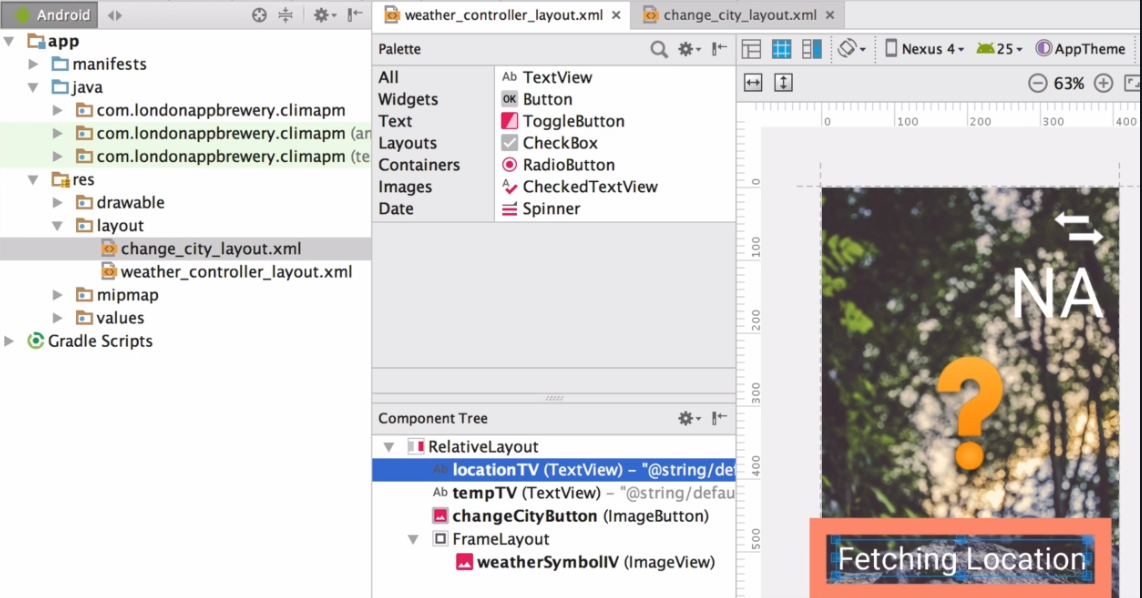 Android
app
manifests
java
com.londonappbrewery.climapm
com.londonappbrewery.climapm (an
com.londonappbrewery.climapm (te
res
drawable
layout
change_city_layout.xml
weather_controller_layout.xml
mipmap
values
Gradle Scripts
weather_controller_layout.xml
change_city_layout.xml
Palette
All
Widgets
Text
Layouts
Containers
Images
Date
Ab TextView
OK Button
ToggleButton
CheckBox
RadioButton
CheckedTextView
Spinner
Component Tree
RelativeLayout
Ab locationTV (TextView) – "@string/de
Ab tempTV (TextView) – "@string/defau
changeCityButton (ImageButton)
FrameLayout
weatherSymbolIV (ImageView)
Nexus 4 25 AppTheme
63%
0 100 200 300 400
0
100
200
300
400
500
NA
?
Fetching Location